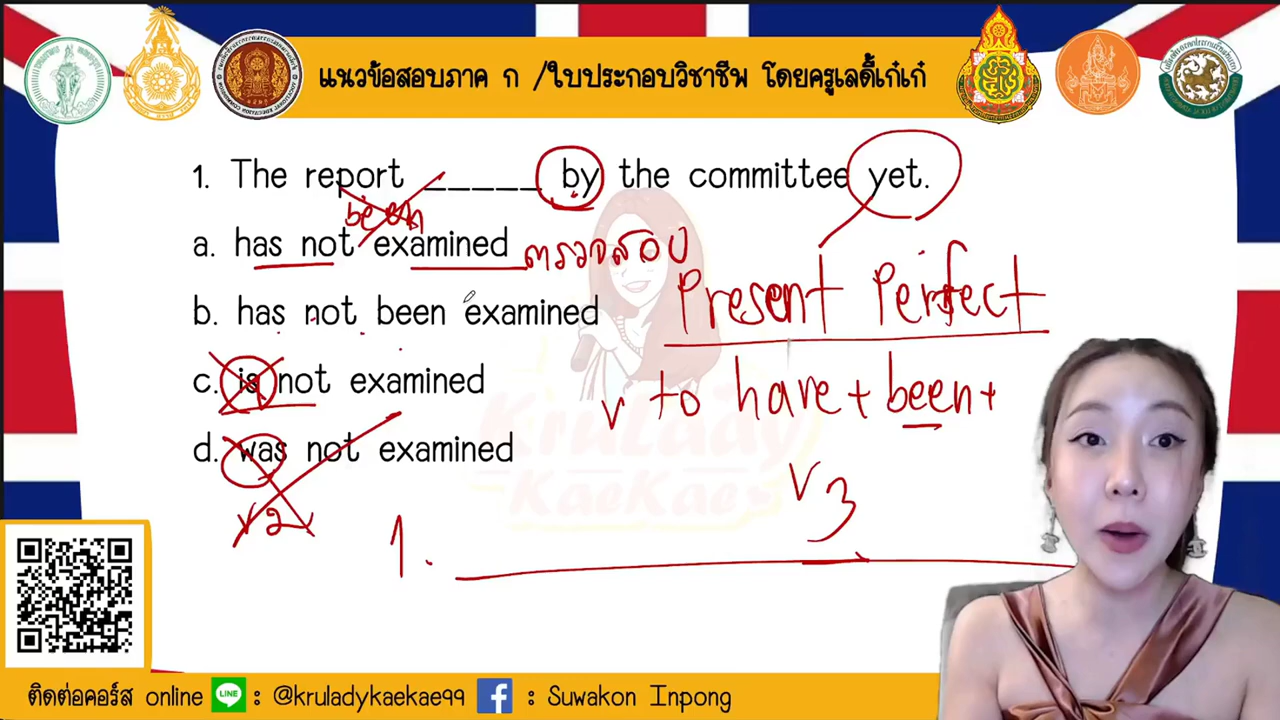 แนวข้อสอบภาค ก /ใบประกอบวิชาชีพ โดยครูเลดี้เก๋เก๋
1. The report _____ by the committee yet.
been
a. has not examined ตรวจสอบ
Present Perfect
b. has not been examined
c. is not examined
v to have + been +
d. was not examined
V3
V2
1.
KruLady
KaeKae
ติดต่อคอร์ส online LINE : @kruladykaekae99 f : Suwakon Inpong